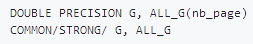 DOUBLE PRECISION G, ALL_G(nb_page)
COMMON/STRONG/ G, ALL_G